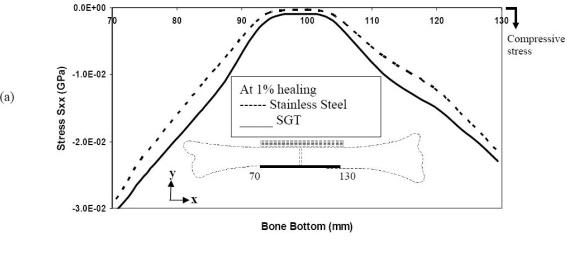 0.0E+00
70 80 90 100 110 120 130
Compressive
stress
(a)
Stress Sxx (GPa)
-1.0E-02
At 1% healing
Stainless Steel
SGT
-2.0E-02
y
x
70 130
-3.0E-02
Bone Bottom (mm)